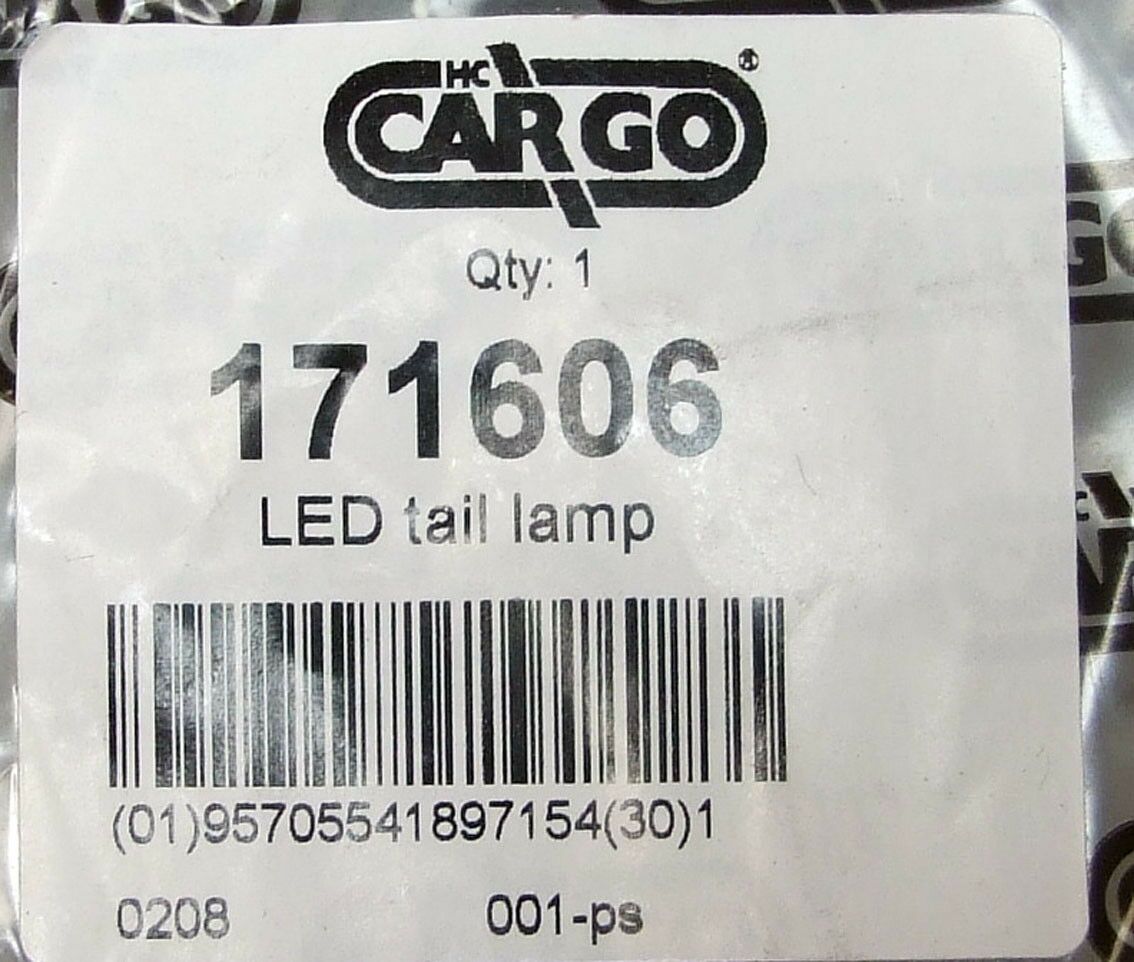 HC
CARGO®
Qty: 1
171606
LED tail lamp
(01)95705541897154(30)1
0208 001-ps